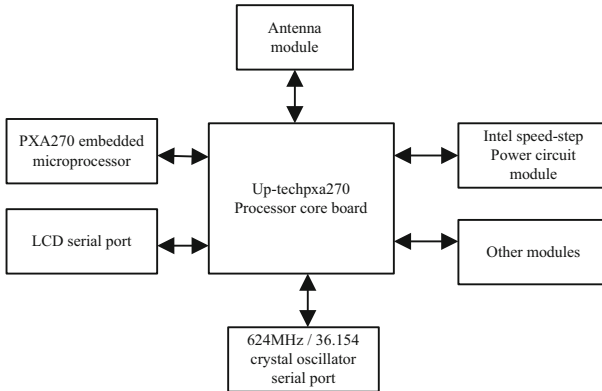 Antenna
module
PXA270 embedded
microprocessor
Intel speed-step
Power circuit
module
Up-techpxa270
Processor core board
LCD serial port
Other modules
624MHz / 36.154
crystal oscillator
serial port